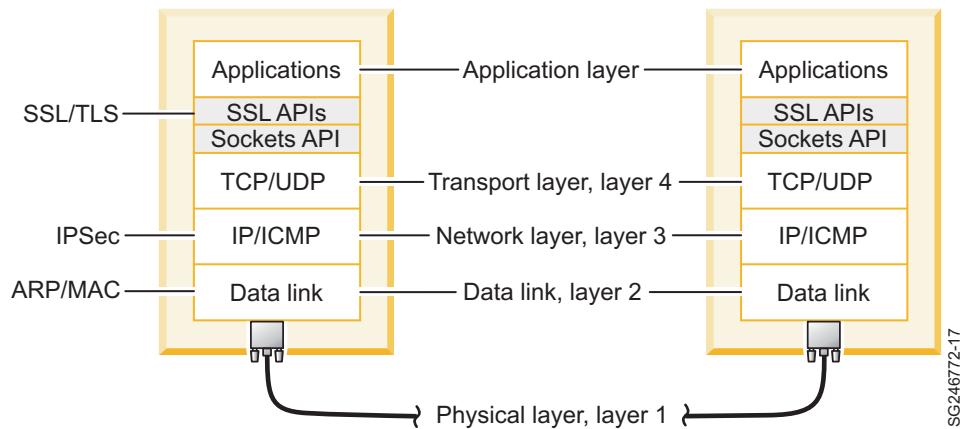 Applications
Application layer
Applications
SSL/TLS
SSL APIs
SSL APIs
Sockets API
Sockets API
TCP/UDP
Transport layer, layer 4
TCP/UDP
IPSec
IP/ICMP
Network layer, layer 3
IP/ICMP
ARP/MAC
Data link
Data link, layer 2
Data link
Physical layer, layer 1
SG246772-17